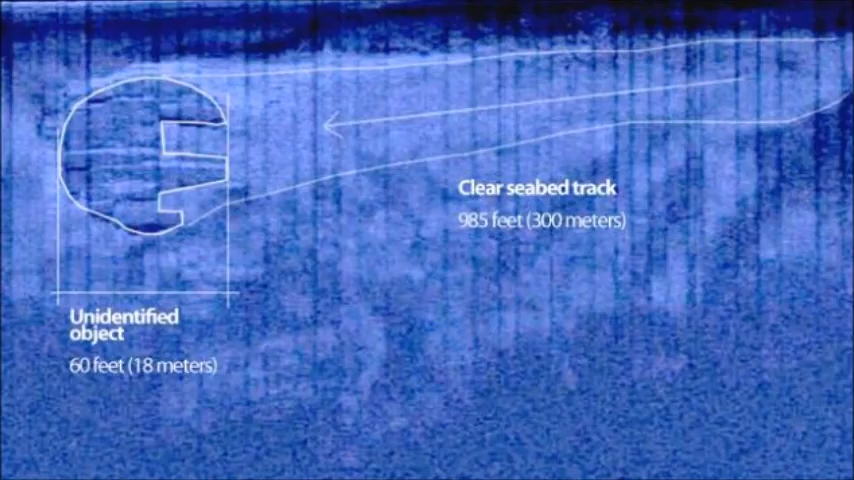 Clear seabed track
985 feet (300 meters)
Unidentified
object
60 feet (18 meters)